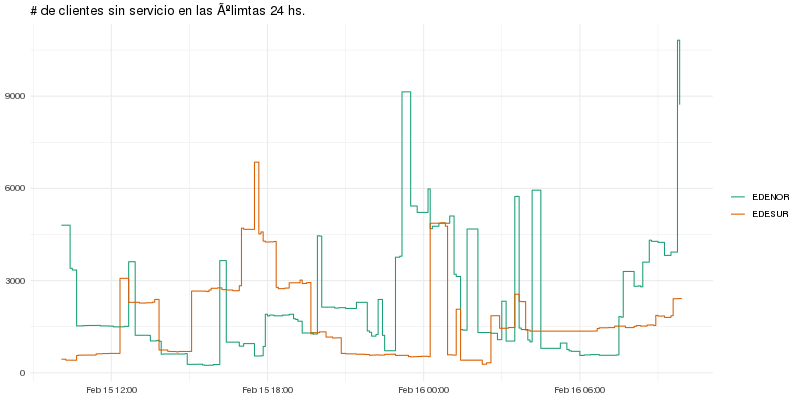 # de clientes sin servicio en las Ãºlimtas 24 hs.
9000
6000
3000
0
Feb 15 12:00
Feb 15 18:00
Feb 16 00:00
Feb 16 06:00
EDENOR
EDESUR